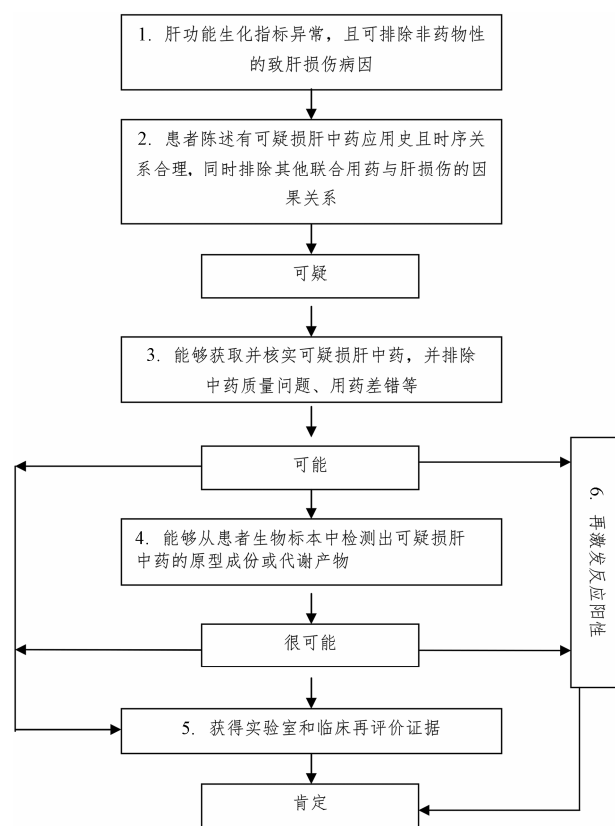 1. 肝功能生化指标异常，且可排除非药物性
的致肝损伤病因
2. 患者陈述有可疑损肝中药应用史且时序关
系合理，同时排除其他联合用药与肝损伤的因
果关系
可疑
3. 能够获取并核实可疑损肝中药，并排除
中药质量问题、用药差错等
可能
4. 能够从患者生物标本中检测出可疑损肝
中药的原型成份或代谢产物
很可能
5. 获得实验室和临床再评价证据
肯定
6. 再激发反应阳性